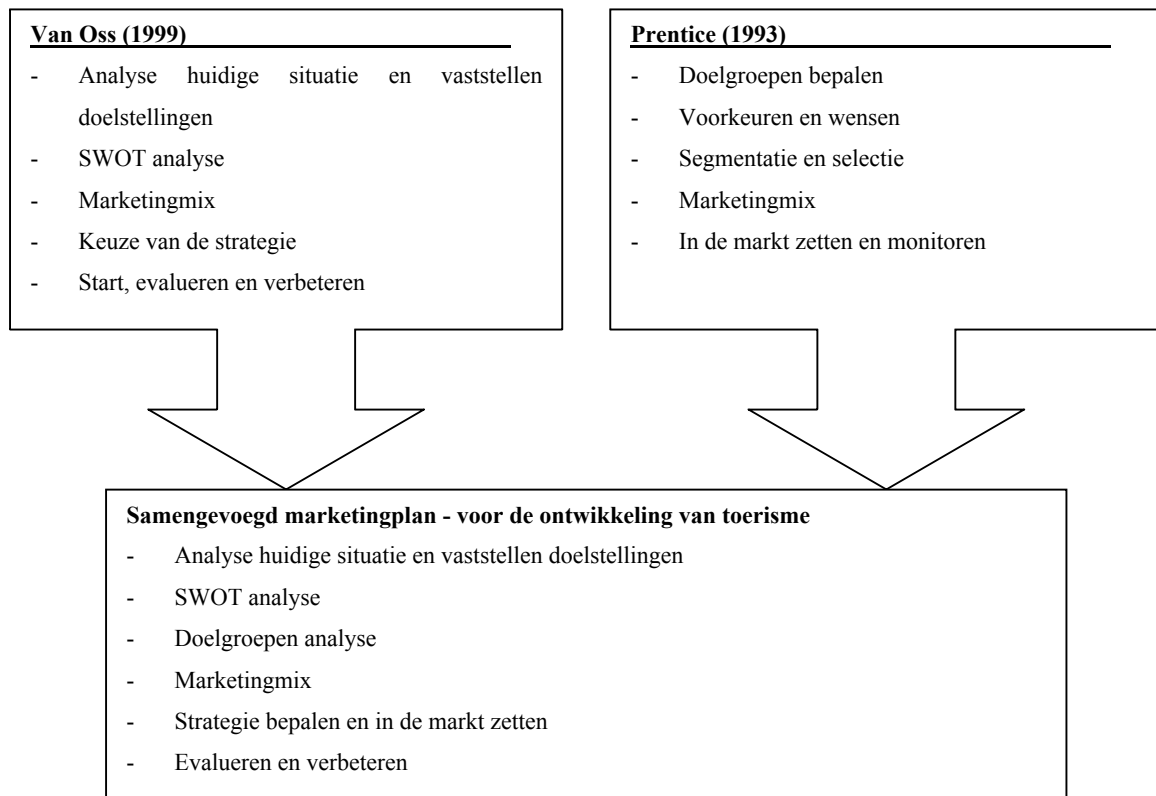 Van Oss (1999)
- Analyse huidige situatie en vaststellen
doelstellingen
- SWOT analyse
- Marketingmix
- Keuze van de strategie
- Start, evalueren en verbeteren
Prentice (1993)
- Doelgroepen bepalen
- Voorkeuren en wensen
- Segmentatie en selectie
- Marketingmix
- In de markt zetten en monitoren
Samengevoegd marketingplan - voor de ontwikkeling van toerisme
- Analyse huidige situatie en vaststellen doelstellingen
- SWOT analyse
- Doelgroepen analyse
- Marketingmix
- Strategie bepalen en in de markt zetten
- Evalueren en verbeteren